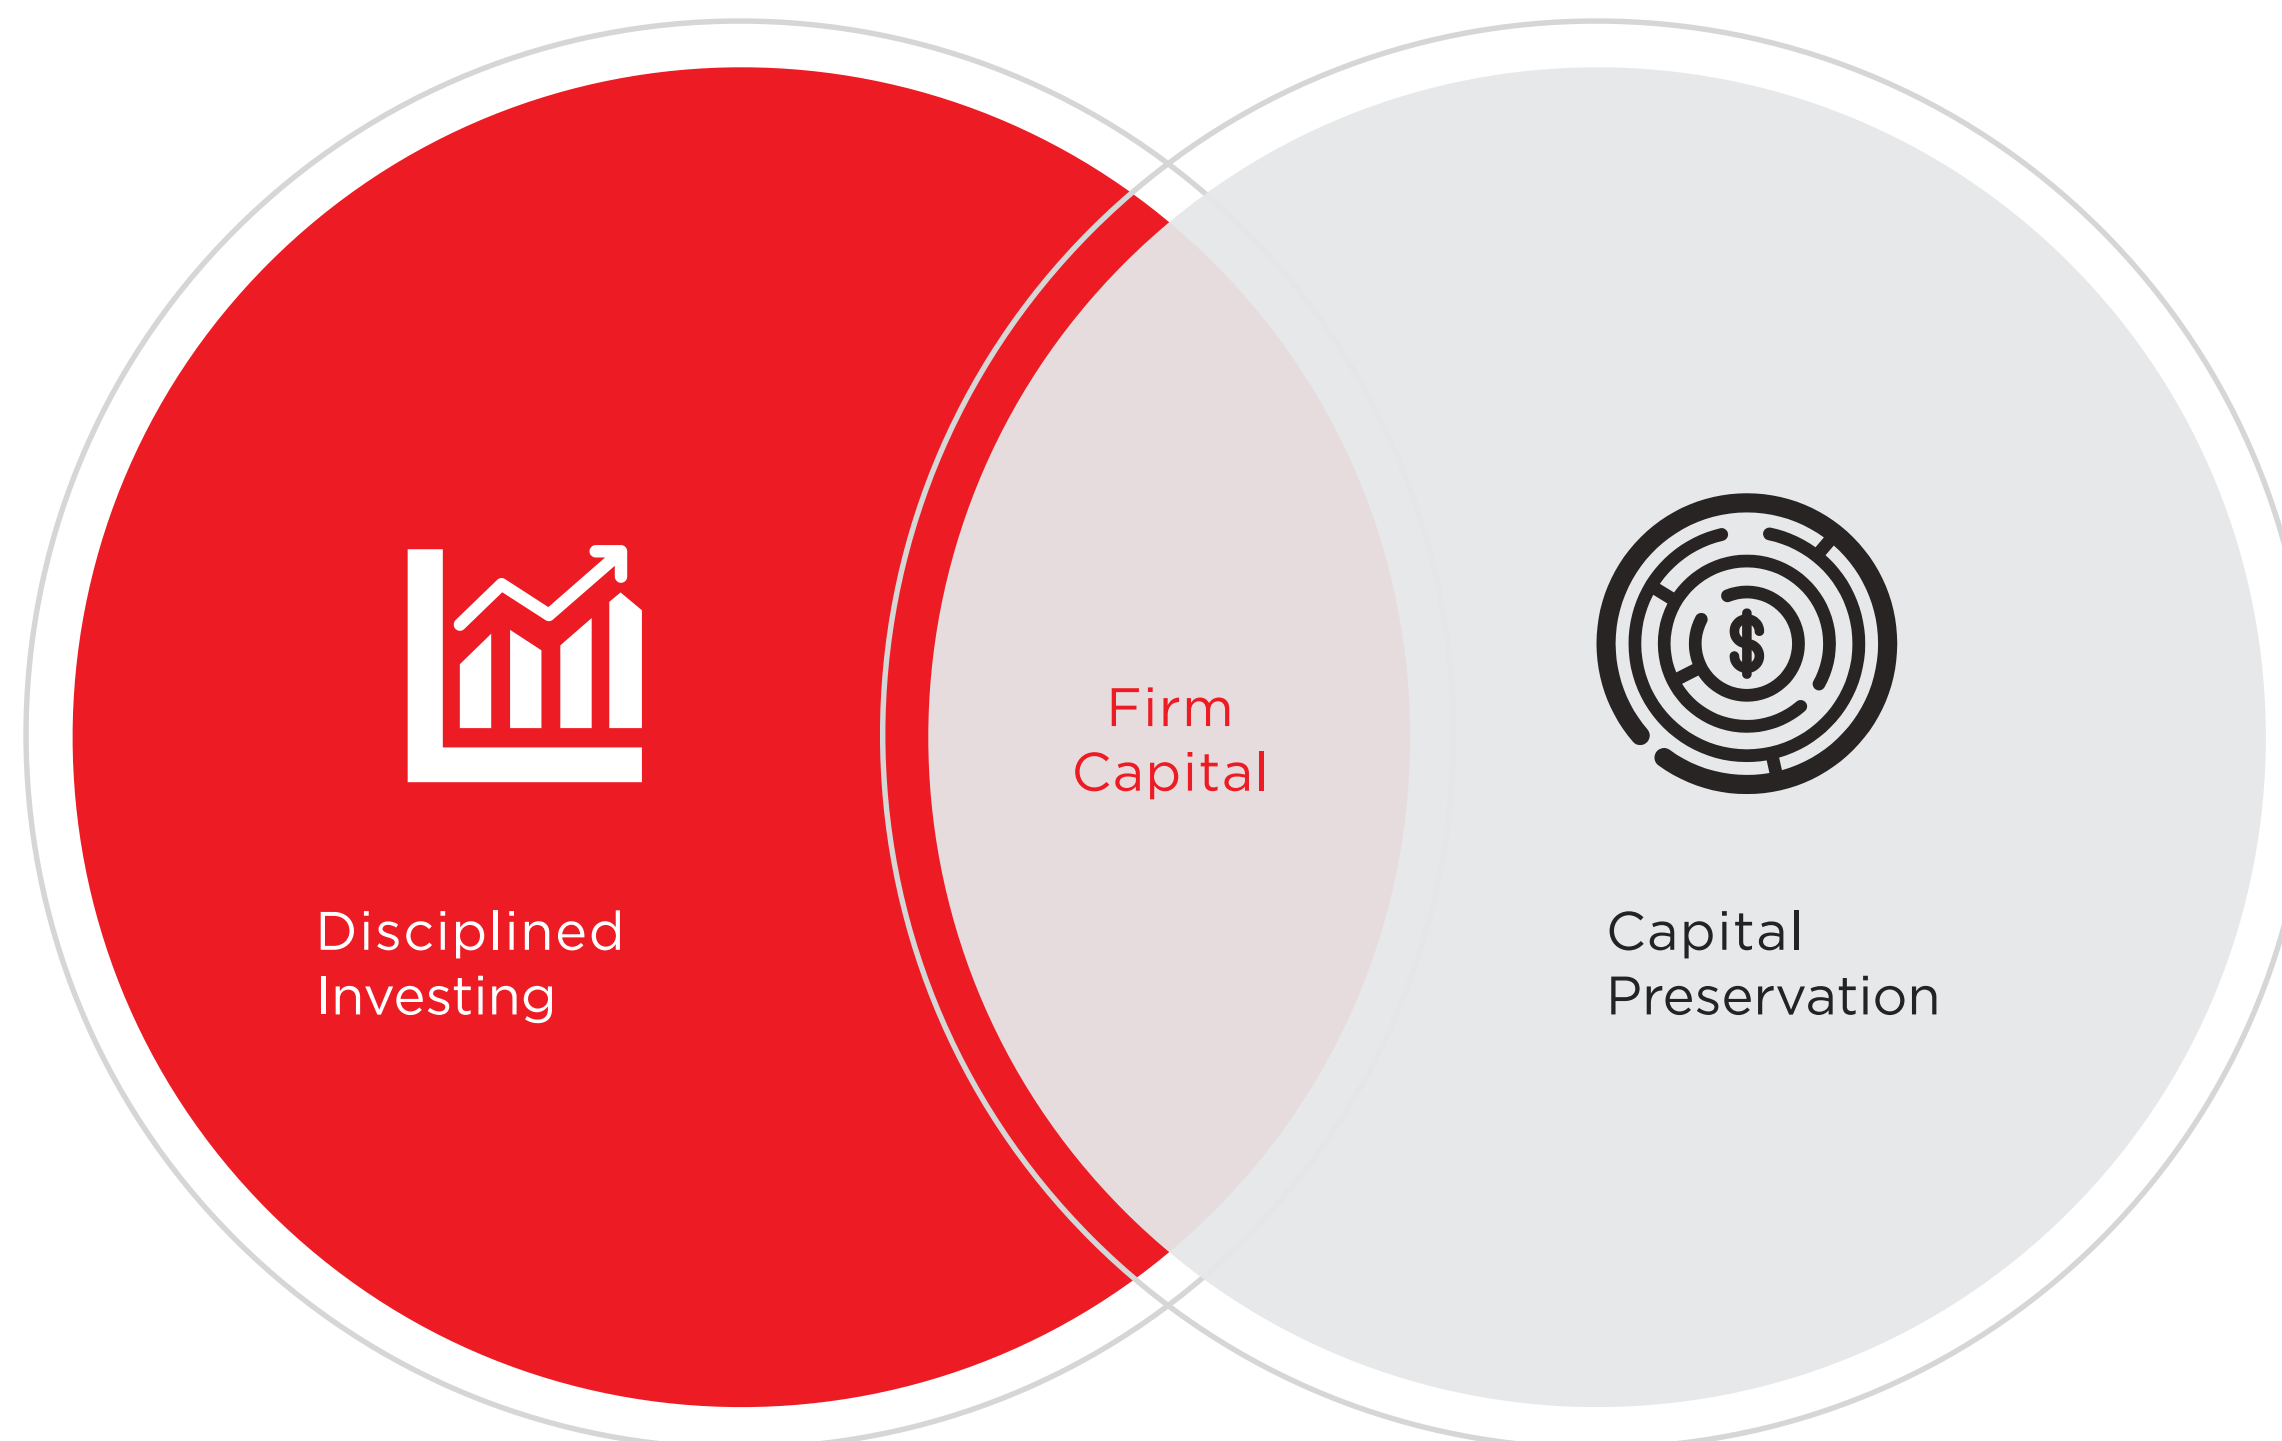 Disciplined
Investing
Firm
Capital
Capital
Preservation
$